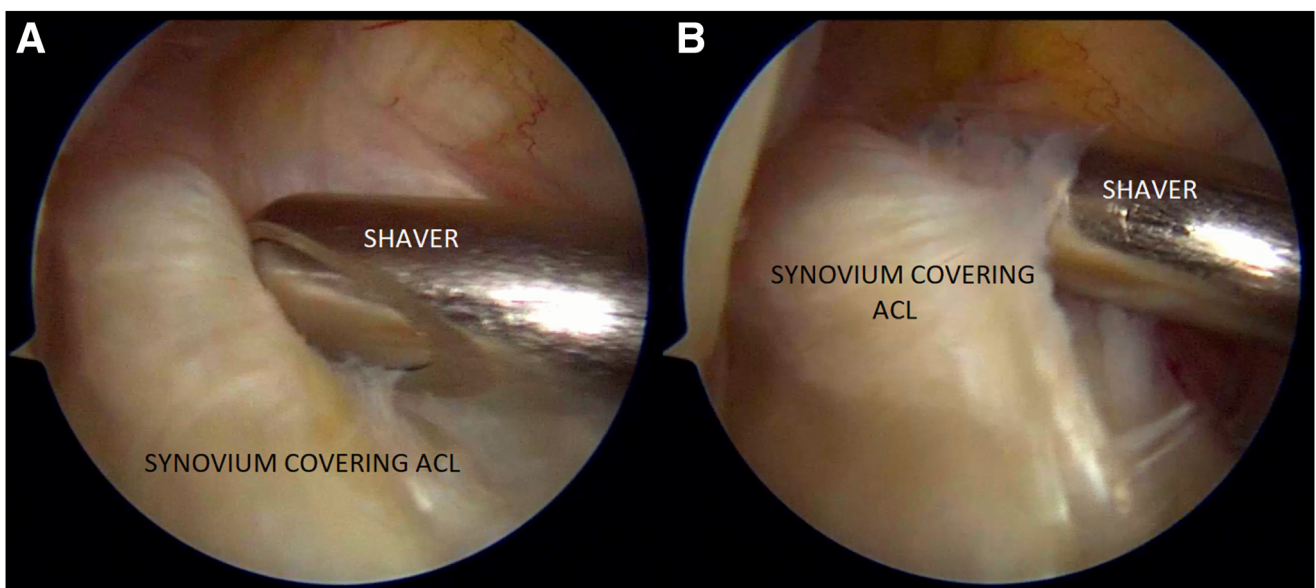 A
SHAVER
SYNOVIUM COVERING ACL
B
SHAVER
SYNOVIUM COVERING
ACL